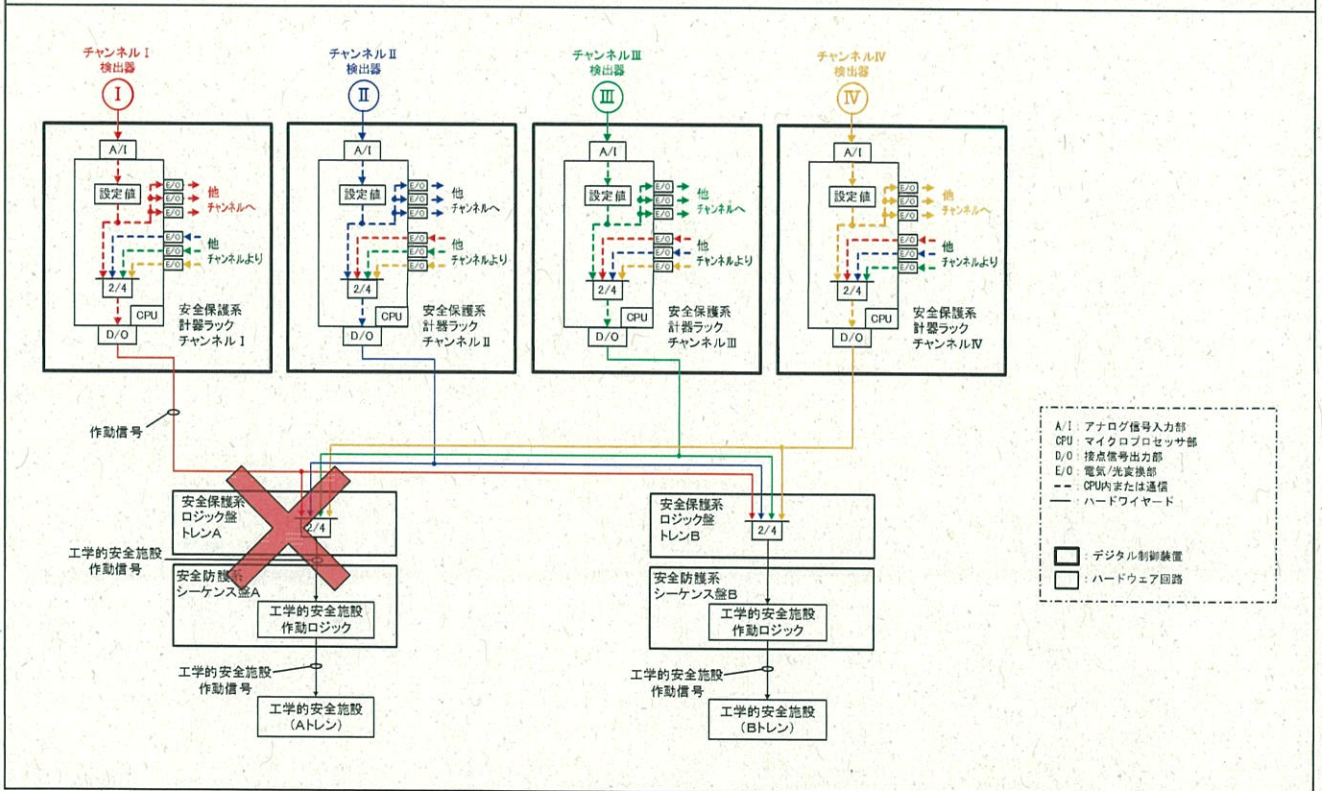 チャンネルⅠ
検出器
Ⅰ
A/I
設定値
E/O
E/O
E/O
他
チャンネルへ
E/O
E/O
E/O
他
チャンネルより
2/4
CPU
D/O
安全保護系
計器ラック
チャンネルⅠ
チャンネルⅡ
検出器
Ⅱ
A/I
設定値
E/O
E/O
E/O
他
チャンネルへ
E/O
E/O
E/O
他
チャンネルより
2/4
CPU
D/O
安全保護系
計器ラック
チャンネルⅡ
チャンネルⅢ
検出器
Ⅲ
A/I
設定値
E/O
E/O
E/O
他
チャンネルへ
E/O
E/O
E/O
他
チャンネルより
2/4
CPU
D/O
安全保護系
計器ラック
チャンネルⅢ
チャンネルⅣ
検出器
Ⅳ
A/I
設定値
E/O
E/O
E/O
他
チャンネルへ
E/O
E/O
E/O
他
チャンネルより
2/4
CPU
D/O
安全保護系
計器ラック
チャンネルⅣ
作動信号
安全保護系
ロジック盤
トレンA
2/4
工学的安全施設
作動信号
安全防護系
シーケンス盤A
工学的安全施設
作動ロジック
工学的安全施設
作動信号
工学的安全施設
(Aトレン)
安全保護系
ロジック盤
トレンB
2/4
安全防護系
シーケンス盤B
工学的安全施設
作動ロジック
工学的安全施設
作動信号
工学的安全施設
(Bトレン)
A/I : アナログ信号入力部
CPU : マイクロプロセッサ部
D/O : 接点信号出力部
E/O : 電気/光変換部
: CPU内または通信
: ハードワイヤード
: デジタル制御装置
: ハードウェア回路